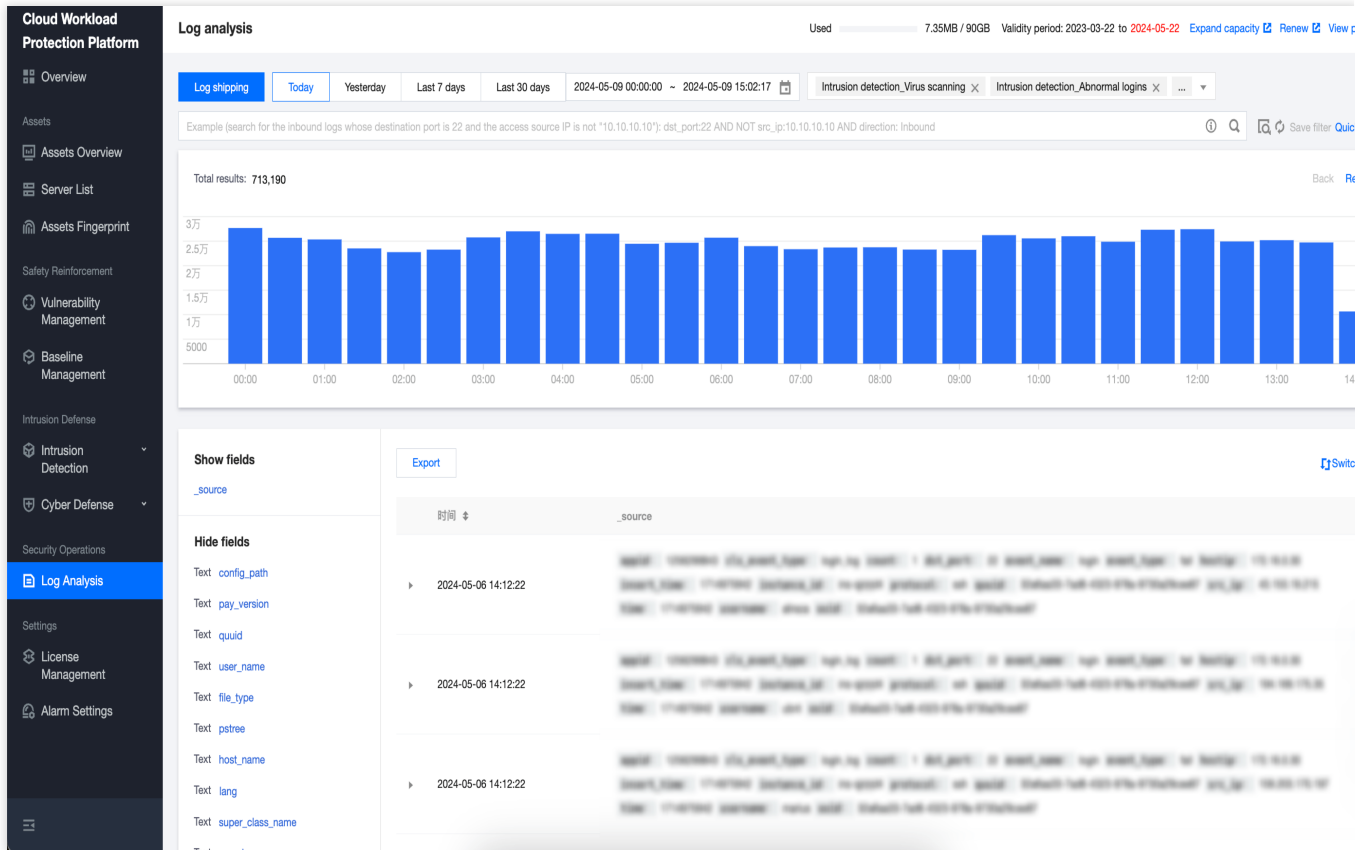 Cloud Workload
Protection Platform
Overview
Assets
Assets Overview
Server List
Assets Fingerprint
Safety Reinforcement
Vulnerability
Management
Baseline
Management
Intrusion Defense
Intrusion
Detection
Cyber Defense
Security Operations
Log Analysis
Settings
License
Management
Alarm Settings
Log analysis
Used 7.35MB / 90GB Validity period: 2023-03-22 to 2024-05-22 Expand capacity Renew View p
Log shipping Today Yesterday Last 7 days Last 30 days 2024-05-09 00:00:00 ~ 2024-05-09 15:02:17 Intrusion detection_Virus scanning Intrusion detection_Abnormal logins ...
Example (search for the inbound logs whose destination port is 22 and the access source IP is not "10.10.10.10"): dst_port:22 AND NOT src_ip:10.10.10.10 AND direction: Inbound
Save filter Quic
Total results: 713,190
Back Re
3万
2.5万
2万
1.5万
1万
5000
00:00 01:00 02:00 03:00 04:00 05:00 06:00 07:00 08:00 09:00 10:00 11:00 12:00 13:00 14
Show fields
_source
Hide fields
Text config_path
Text pay_version
Text quuid
Text user_name
Text file_type
Text pstree
Text host_name
Text lang
Text super_class_name
Export
Switc
时间 _source
2024-05-06 14:12:22
2024-05-06 14:12:22
2024-05-06 14:12:22